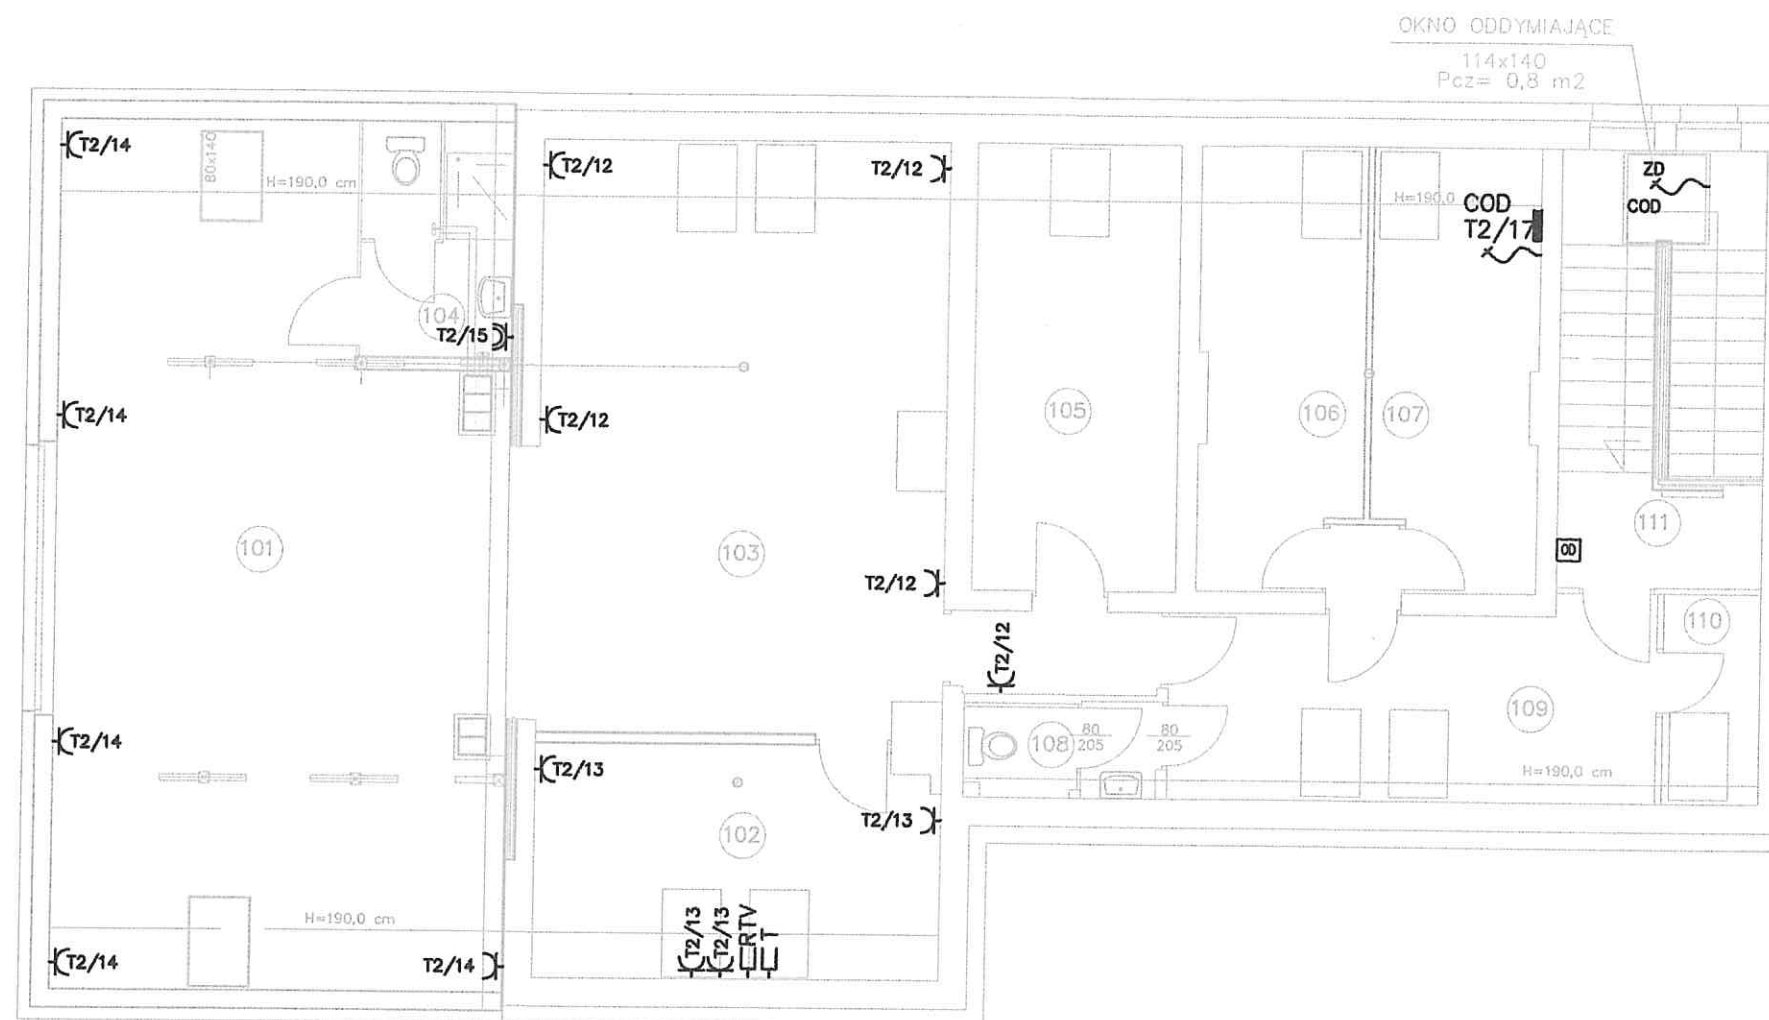 OKNO ODDYMIAJĄCE
114x140
Pcz= 0,8 m2
T2/14
80x140
H=190,0 cm
T2/12
T2/12
H=190,0
COD
T2/17
ZD
COD
104
T2/15
T2/14
T2/12
105
106
107
111
101
103
OD
T2/12
110
T2/12
109
T2/14
108
80
205
80
205
T2/13
H=190,0 cm
102
T2/13
H=190,0 cm
T2/13
T2/13
RTV
T
T2/14
T2/14